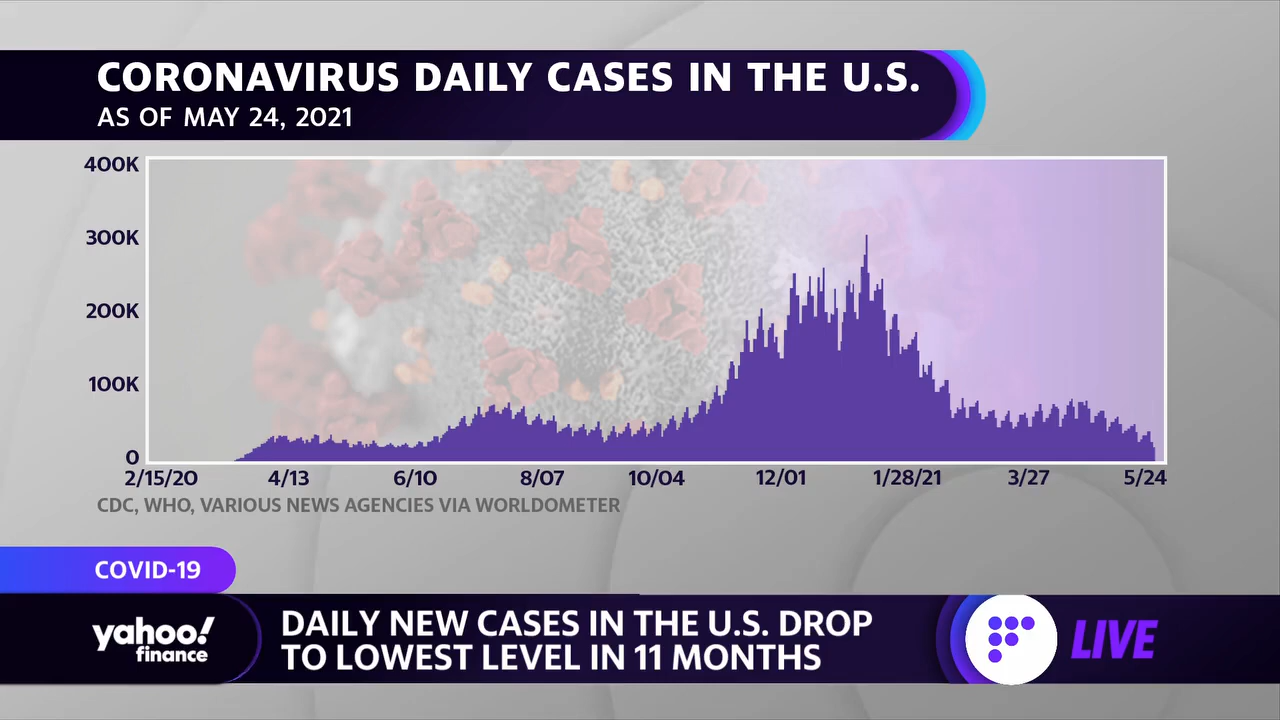 CORONAVIRUS DAILY CASES IN THE U.S.
AS OF MAY 24, 2021
400K
300K
200K
100K
0
2/15/20 4/13 6/10 8/07 10/04 12/01 1/28/21 3/27 5/24
CDC, WHO, VARIOUS NEWS AGENCIES VIA WORLDOMETER
COVID-19
yahoo!
finance
DAILY NEW CASES IN THE U.S. DROP
TO LOWEST LEVEL IN 11 MONTHS
LIVE